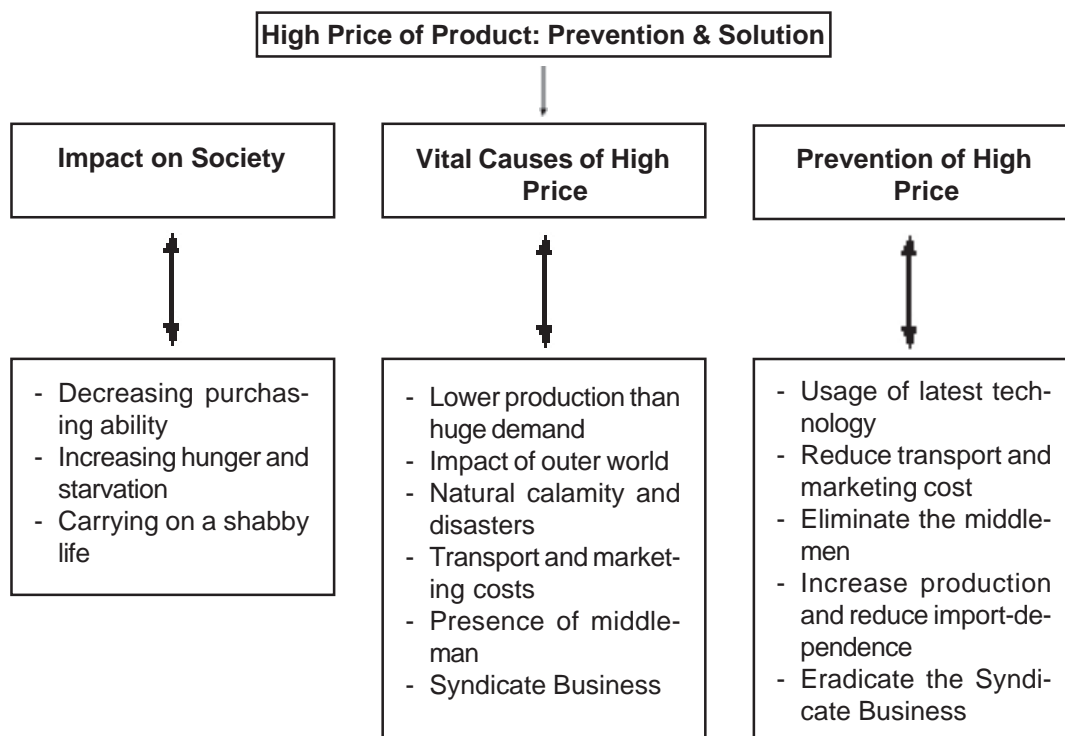 High Price of Product: Prevention & Solution
Impact on Society
Vital Causes of High
Price
Prevention of High
Price
- Decreasing purchas-
ing ability
- Increasing hunger and
starvation
- Carrying on a shabby
life
- Lower production than
huge demand
- Impact of outer world
- Natural calamity and
disasters
- Transport and market-
ing costs
- Presence of middle-
man
- Syndicate Business
- Usage of latest tech-
nology
- Reduce transport and
marketing cost
- Eliminate the middle-
men
- Increase production
and reduce import-de-
pendence
- Eradicate the Syndi-
cate Business